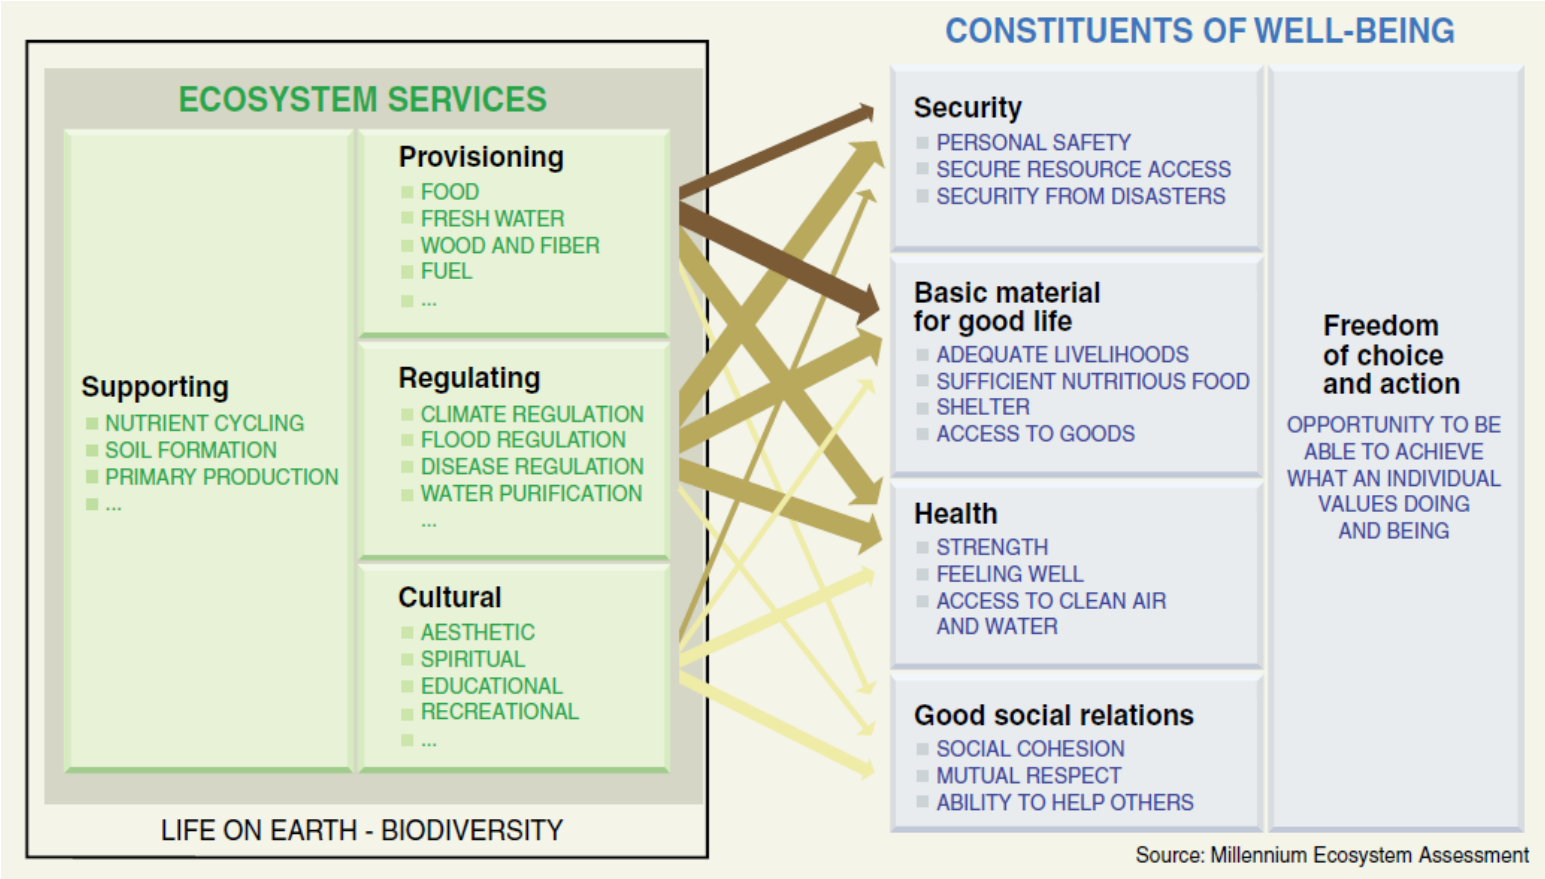 CONSTITUENTS OF WELL-BEING
ECOSYSTEM SERVICES
Supporting
NUTRIENT CYCLING
SOIL FORMATION
PRIMARY PRODUCTION
...
Provisioning
FOOD
FRESH WATER
WOOD AND FIBER
FUEL
...
Regulating
CLIMATE REGULATION
FLOOD REGULATION
DISEASE REGULATION
WATER PURIFICATION
...
Cultural
AESTHETIC
SPIRITUAL
EDUCATIONAL
RECREATIONAL
...
LIFE ON EARTH - BIODIVERSITY
Security
PERSONAL SAFETY
SECURE RESOURCE ACCESS
SECURITY FROM DISASTERS
Basic material
for good life
ADEQUATE LIVELIHOODS
SUFFICIENT NUTRITIOUS FOOD
SHELTER
ACCESS TO GOODS
Health
STRENGTH
FEELING WELL
ACCESS TO CLEAN AIR
AND WATER
Good social relations
SOCIAL COHESION
MUTUAL RESPECT
ABILITY TO HELP OTHERS
Freedom
of choice
and action
OPPORTUNITY TO BE
ABLE TO ACHIEVE
WHAT AN INDIVIDUAL
VALUES DOING
AND BEING
Source: Millennium Ecosystem Assessment